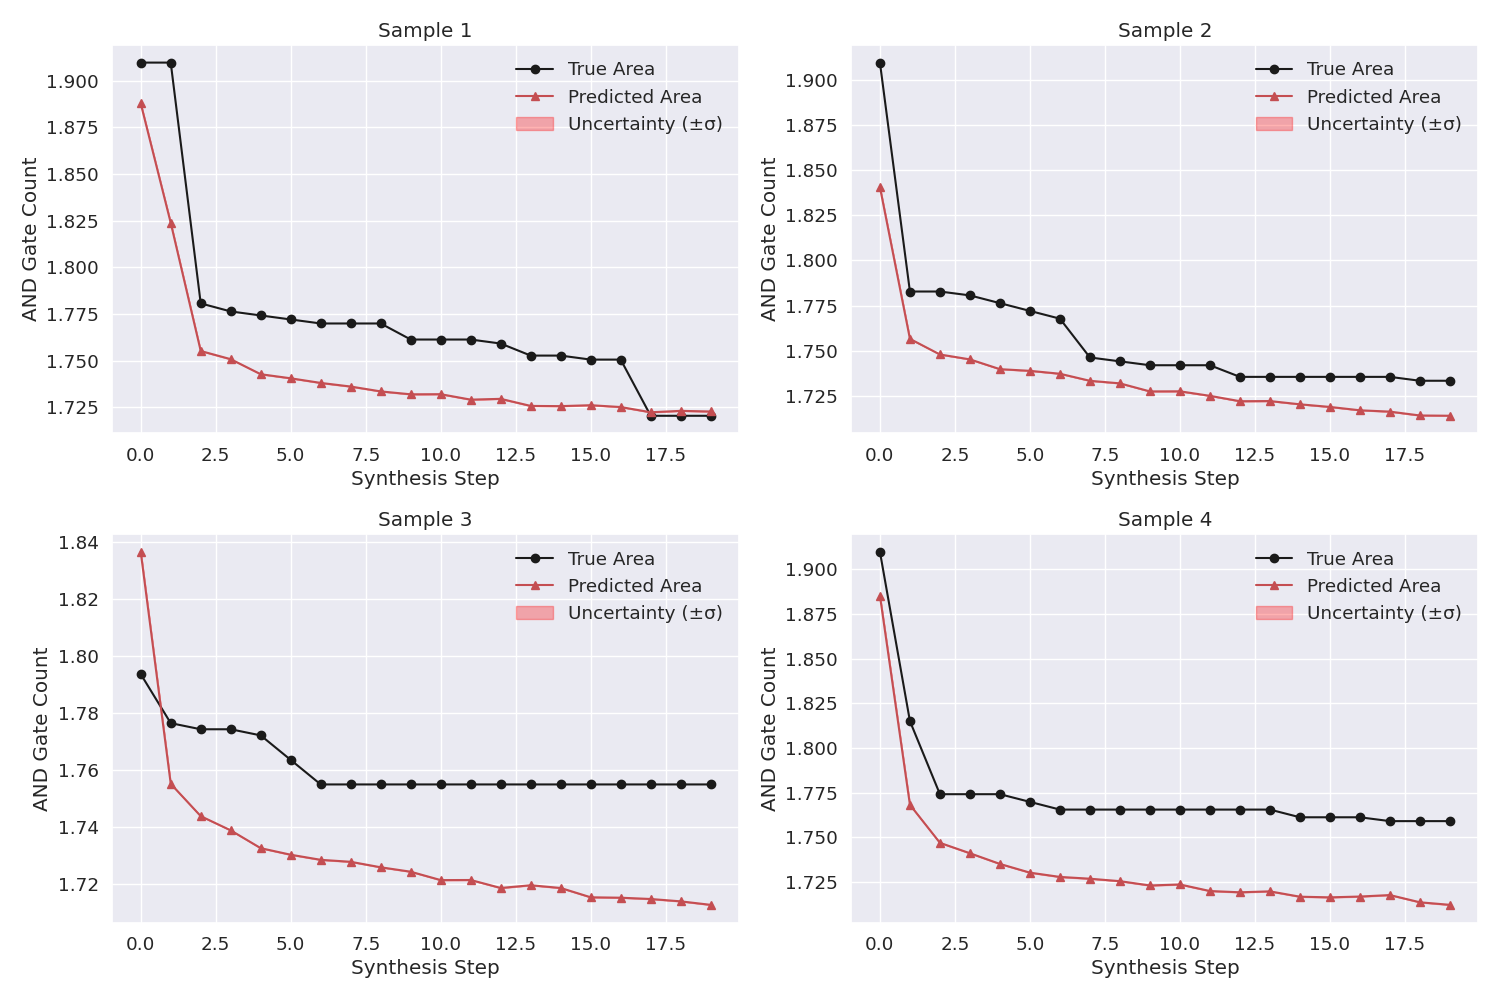 Sample 1
AND Gate Count
1.900
1.875
1.850
1.825
1.800
1.775
1.750
1.725
True Area
Predicted Area
Uncertainty (±σ)
0.0 2.5 5.0 7.5 10.0 12.5 15.0 17.5
Synthesis Step
Sample 2
AND Gate Count
1.900
1.875
1.850
1.825
1.800
1.775
1.750
1.725
True Area
Predicted Area
Uncertainty (±σ)
0.0 2.5 5.0 7.5 10.0 12.5 15.0 17.5
Synthesis Step
Sample 3
AND Gate Count
1.84
1.82
1.80
1.78
1.76
1.74
1.72
True Area
Predicted Area
Uncertainty (±σ)
0.0 2.5 5.0 7.5 10.0 12.5 15.0 17.5
Synthesis Step
Sample 4
AND Gate Count
1.900
1.875
1.850
1.825
1.800
1.775
1.750
1.725
True Area
Predicted Area
Uncertainty (±σ)
0.0 2.5 5.0 7.5 10.0 12.5 15.0 17.5
Synthesis Step